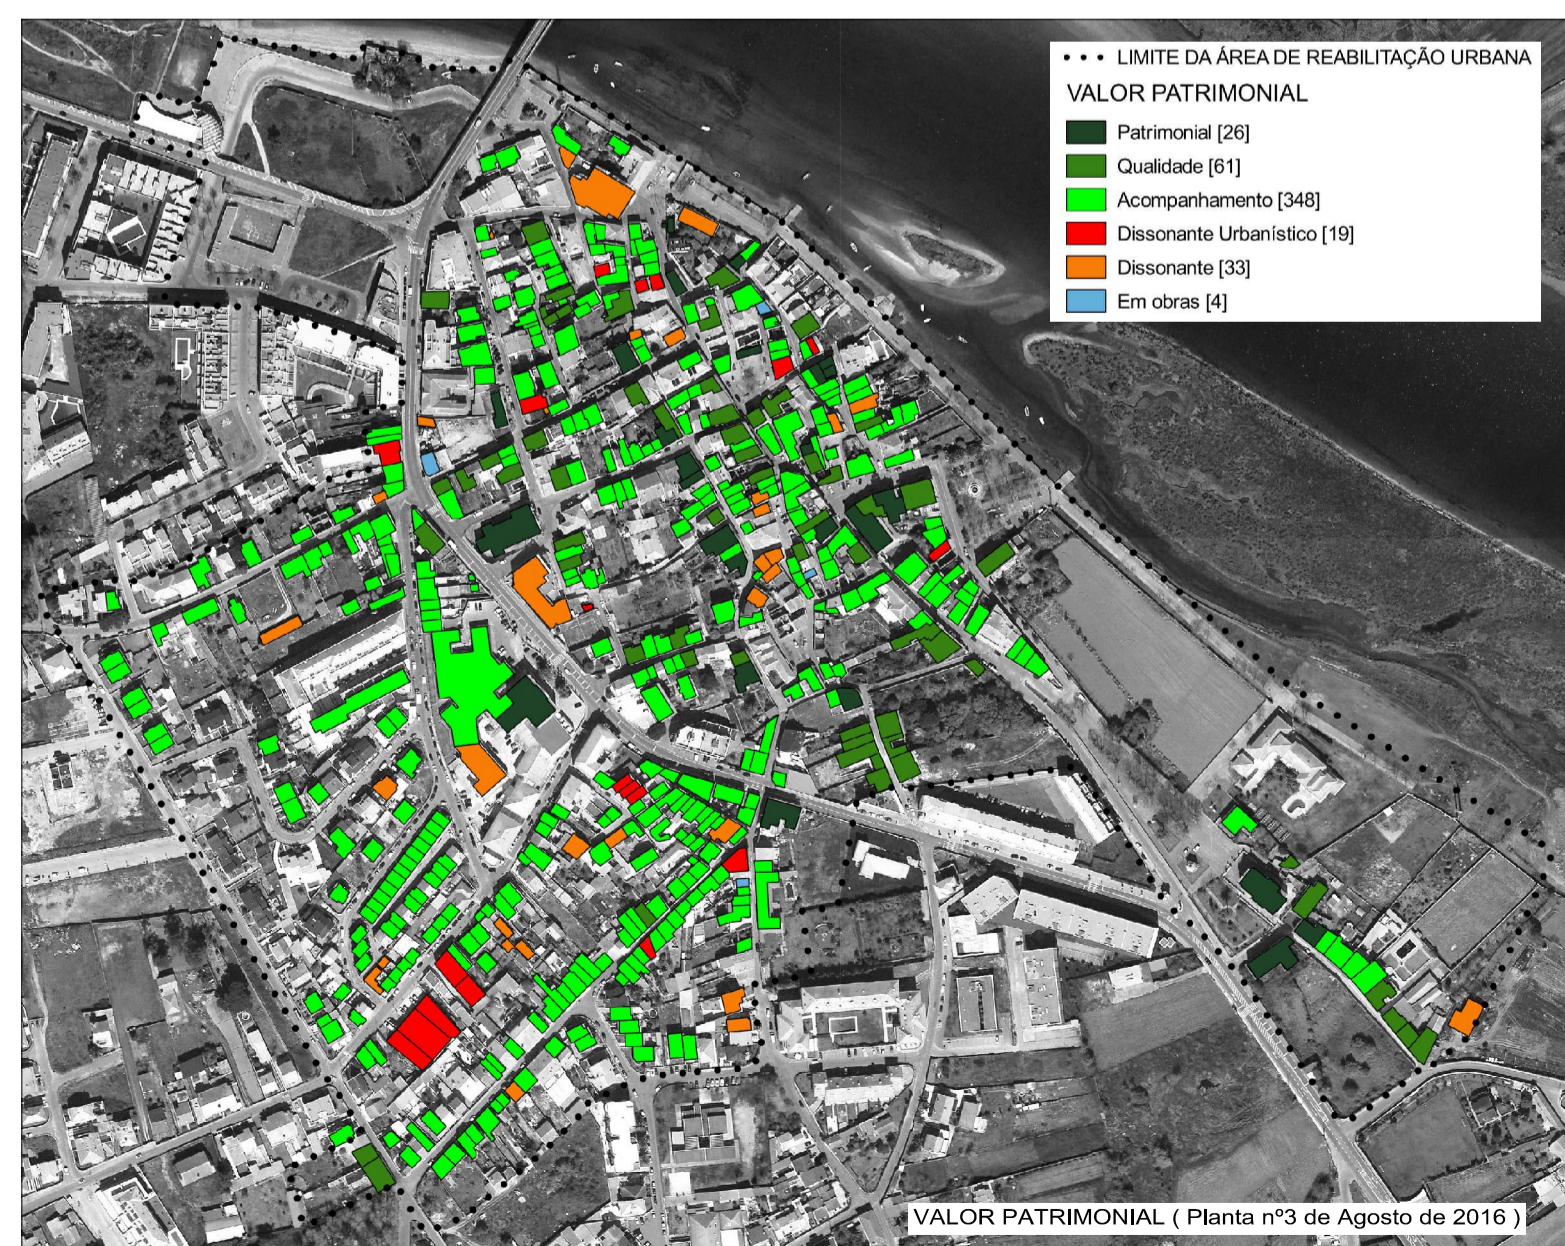 LIMITE DA ÁREA DE REABILITAÇÃO URBANA
VALOR PATRIMONIAL
Patrimonial [26]
Qualidade [61]
Acompanhamento [348]
Dissonante Urbanístico [19]
Dissonante [33]
Em obras [4]
VALOR PATRIMONIAL ( Planta nº3 de Agosto de 2016 )